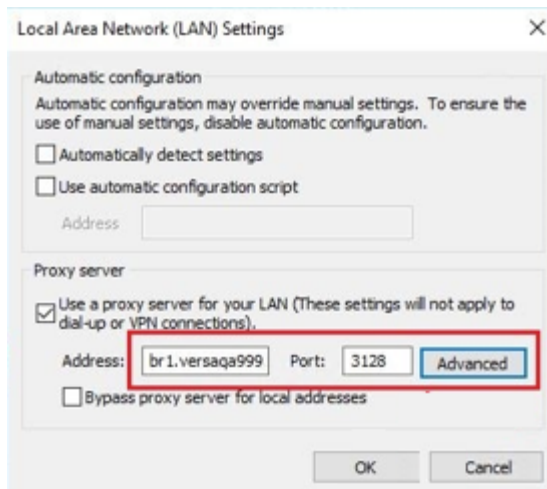 Local Area Network (LAN) Settings
Automatic configuration
Automatic configuration may override manual settings. To ensure the
use of manual settings, disable automatic configuration.
Automatically detect settings
Use automatic configuration script
Address
Proxy server
Use a proxy server for your LAN (These settings will not apply to
dial-up or VPN connections).
Address: br1.versaqa999 Port: 3128 Advanced
Bypass proxy server for local addresses
OK Cancel